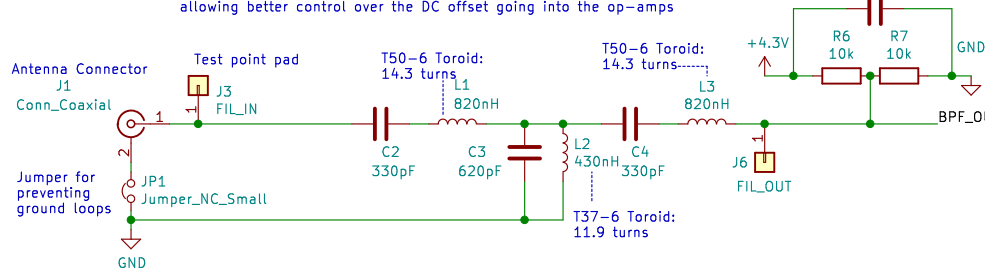 allowing better control over the DC offset going into the op-amps
Antenna Connector
J1
Conn_Coaxial
1
2
Test point pad
J3
FIL_IN
1
T50-6 Toroid:
14.3 turns
L1
820nH
C2
330pF
C3
620pF
L2
430nH
T37-6 Toroid:
11.9 turns
C4
330pF
T50-6 Toroid:
14.3 turns
L3
820nH
1
J6
FIL_OUT
+4.3V
R6
10k
R7
10k
GND
Jumper for
preventing
ground loops
JP1
Jumper_NC_Small
GND